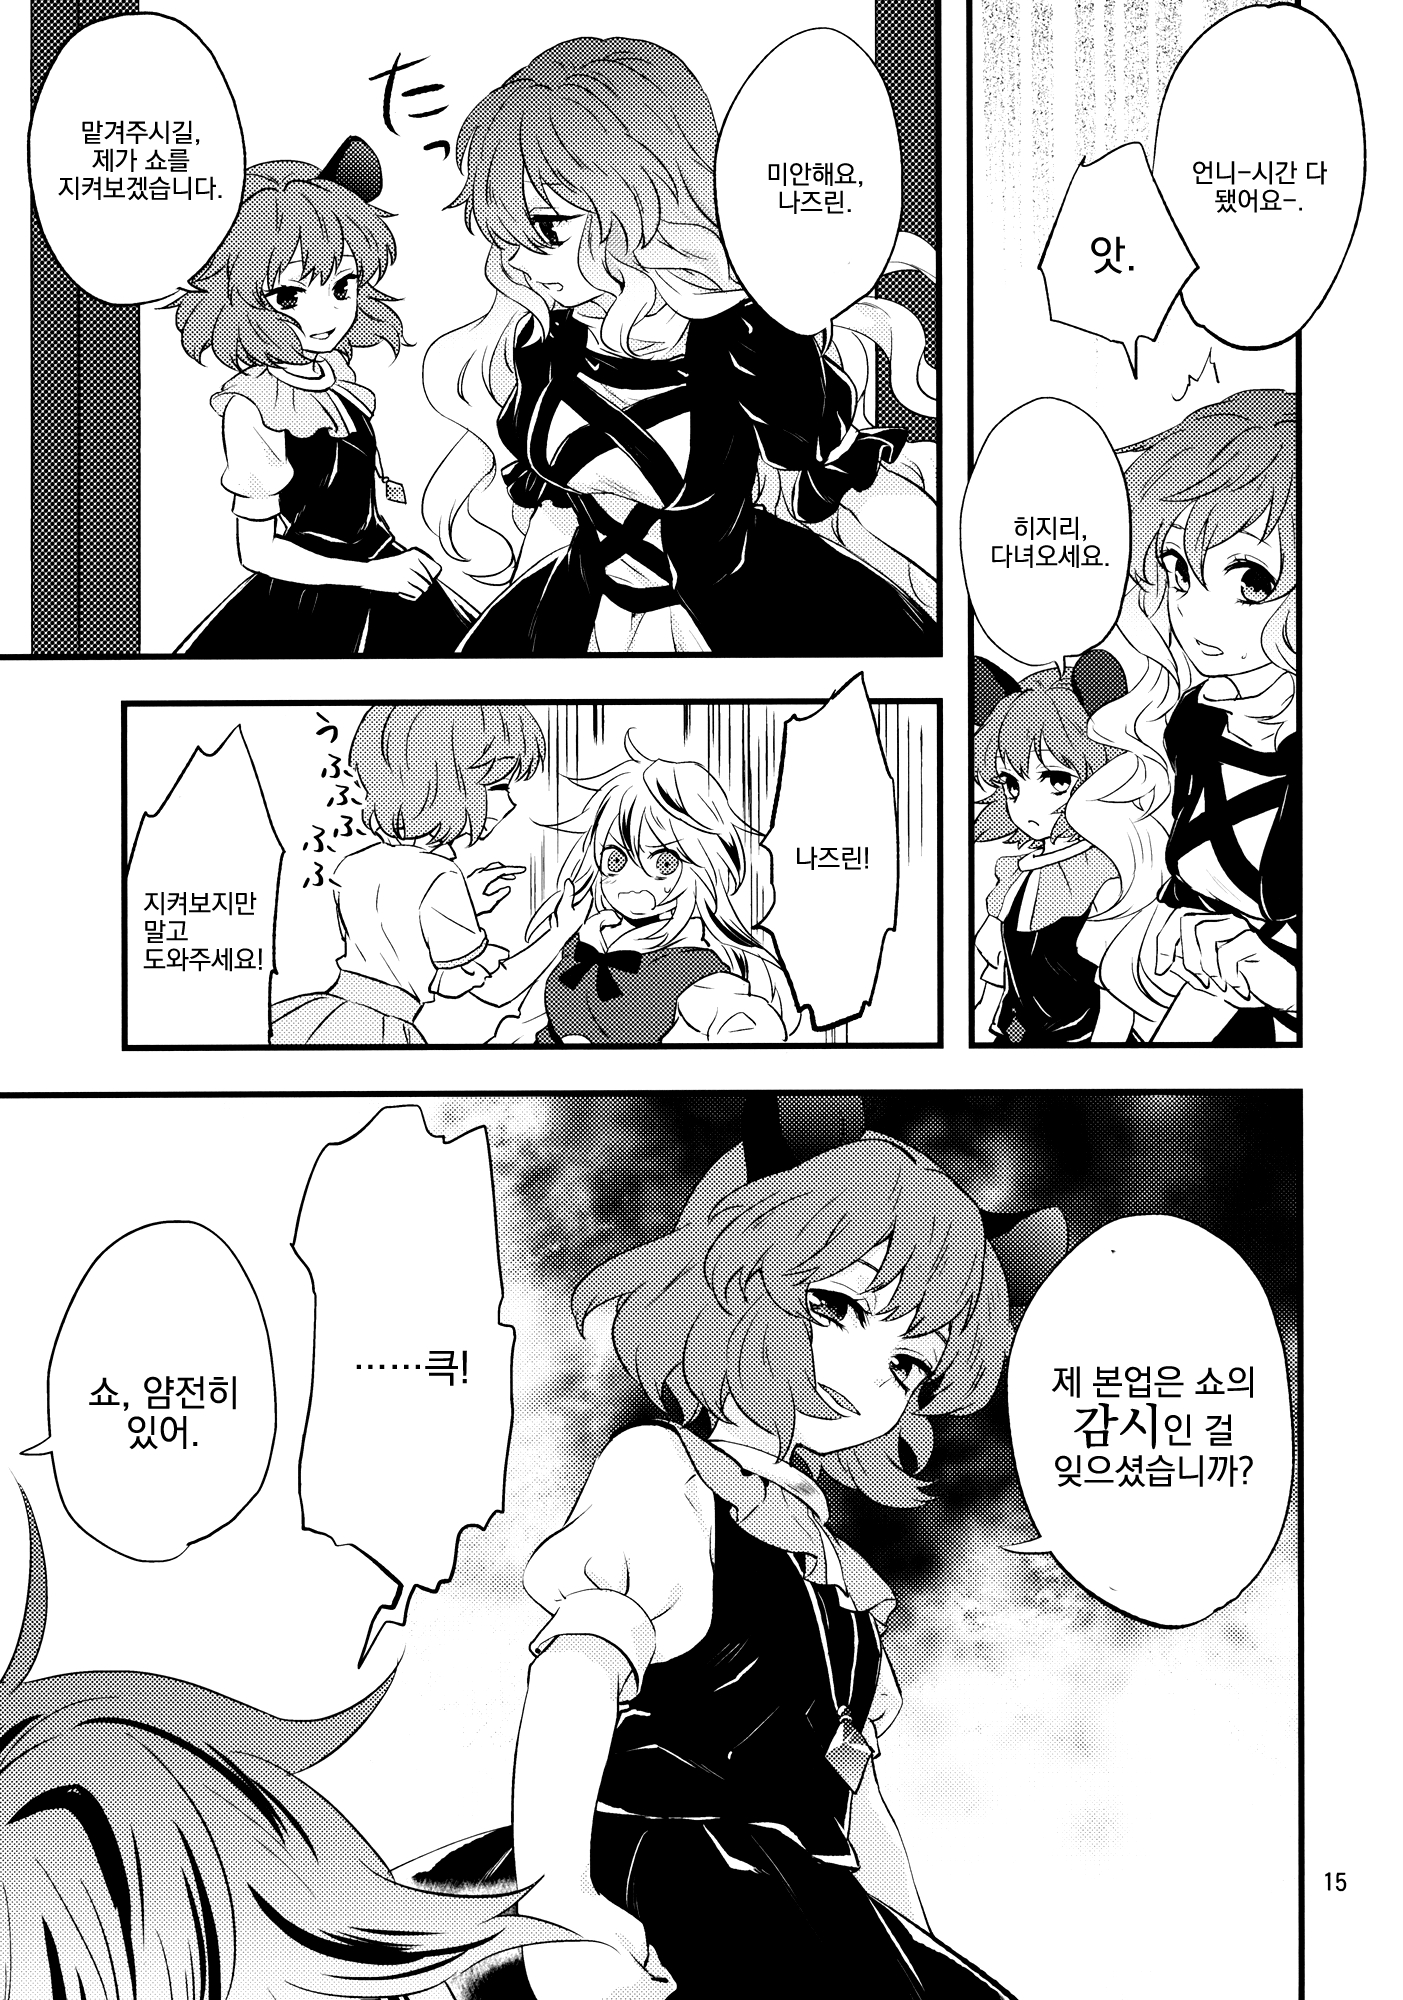 언니-시간 다
됐어요-.
앗.
히지리,
다녀오세요.
미안해요,
나즈린.
たっ
맡겨주시길,
제가 쇼를
지켜보겠습니다.
나즈린!
うふふふふふ
지켜보지만
말고
도와주세요!
제 본업은 쇼의
감시인 걸
잊으셨습니까?
……큭!
쇼, 얌전히
있어.
15